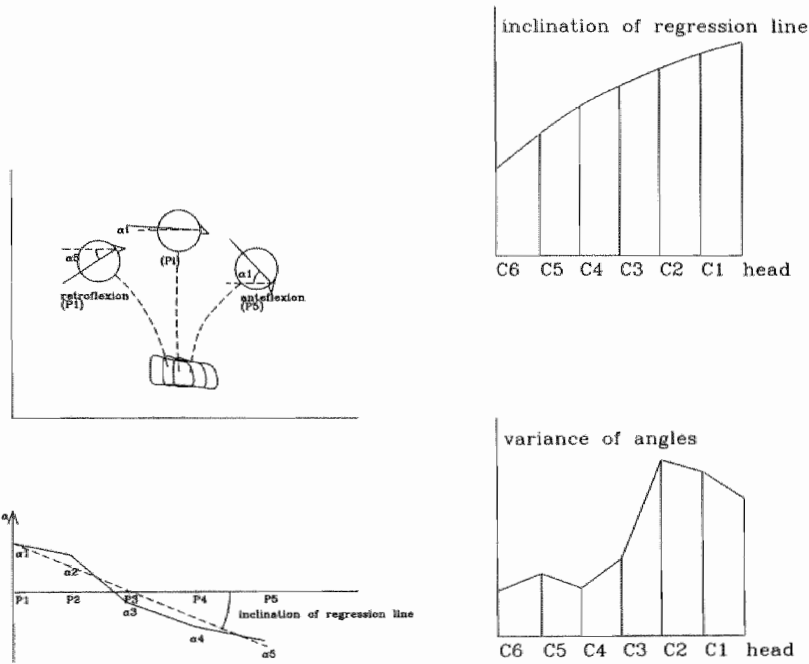 inclination of regression line
C6 C5 C4 C3 C2 C1 head
αi
α5
(Pi)
α1
retroflexion
(P1)
anteflexion
(P5)
variance of angles
C6 C5 C4 C3 C2 C1 head
α
α1
α2
P1 P2 P3 P4 P5
α3
inclination of regression line
α4
α5